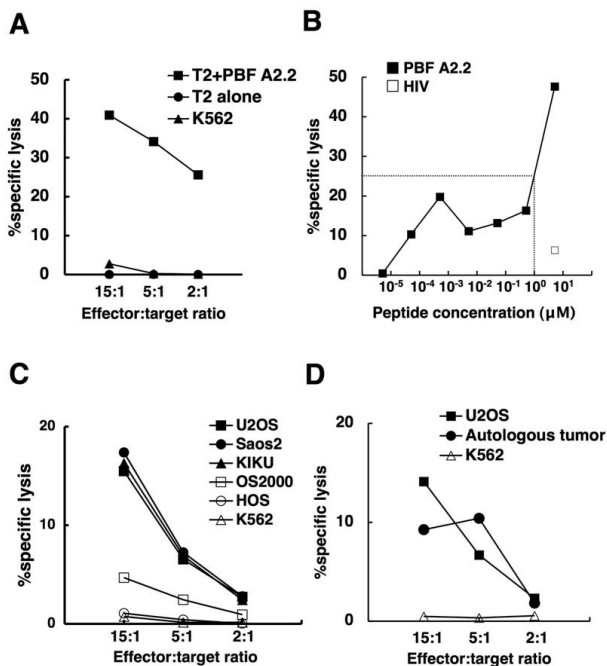 A
T2+PBF A2.2
T2 alone
K562
%specific lysis
50
40
30
20
10
0
15:1 5:1 2:1
Effector:target ratio
B
PBF A2.2
HIV
%specific lysis
50
40
30
20
10
0
10⁻⁵ 10⁻⁴ 10⁻³ 10⁻² 10⁻¹ 10⁰ 10¹
Peptide concentration (μM)
C
U2OS
Saos2
KIKU
OS2000
HOS
K562
%specific lysis
20
10
0
15:1 5:1 2:1
Effector:target ratio
D
U2OS
Autologous tumor
K562
%specific lysis
20
10
0
15:1 5:1 2:1
Effector:target ratio